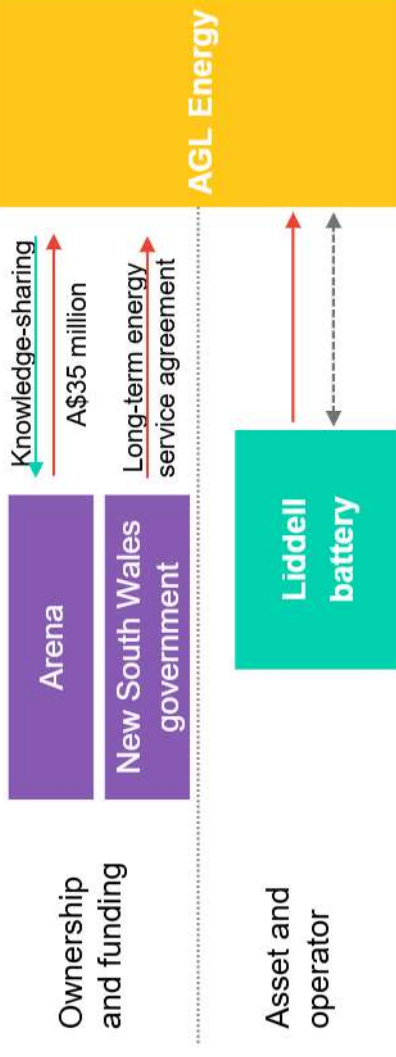 Ownership
and funding
Arena
Knowledge-sharing
A$35 million
New South Wales
government
Long-term energy
service agreement
AGL Energy
Asset and
operator
Liddell
battery